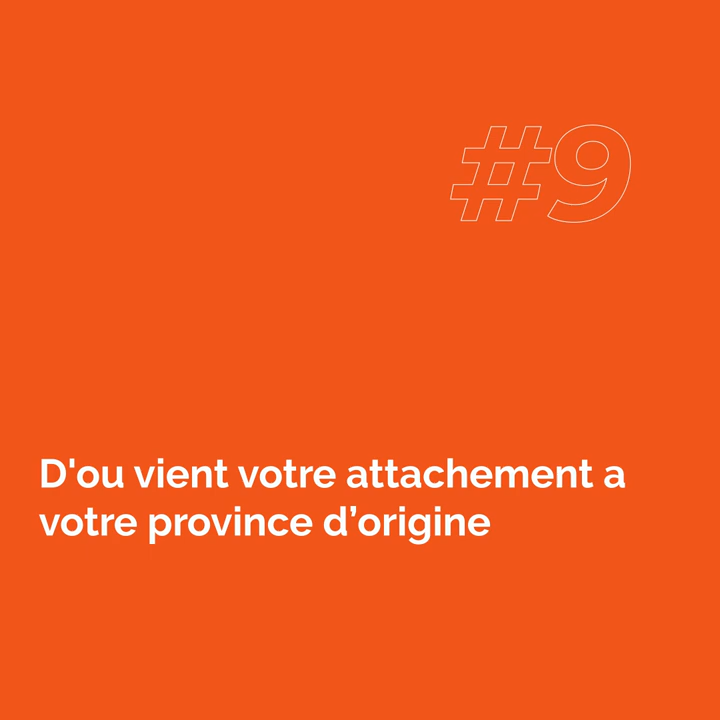 #9
D'ou vient votre attachement a
votre province d’origine